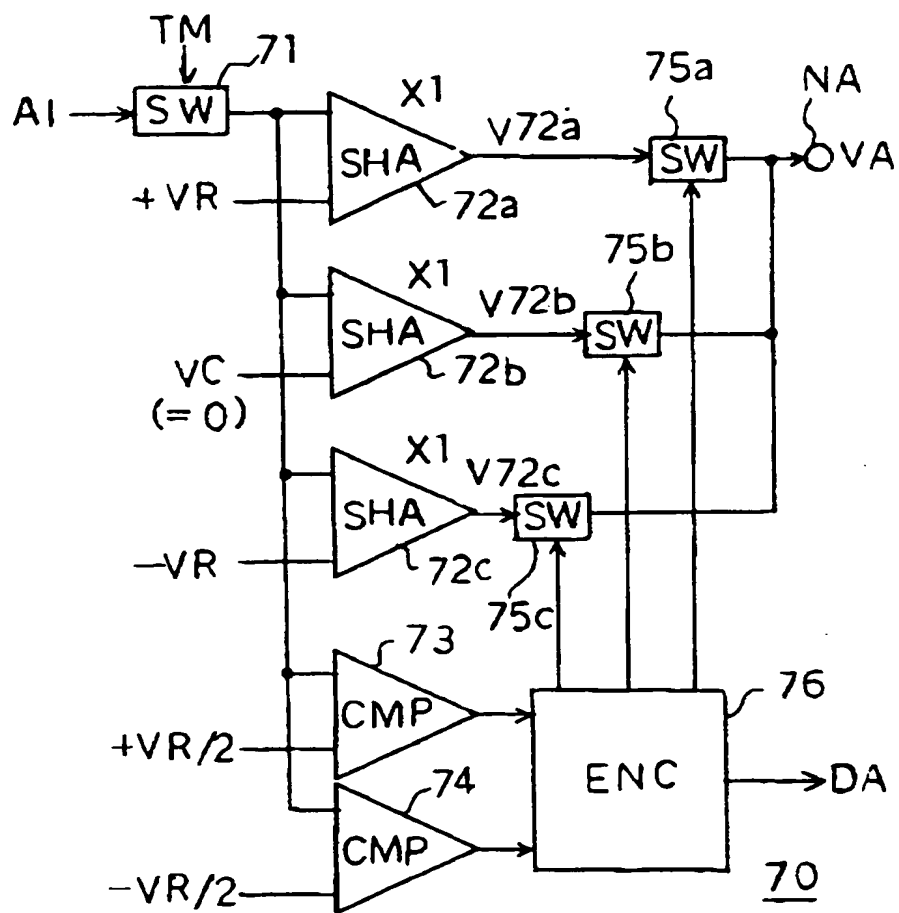 TM
71
75a
NA
AI
SW
X1
V72a
SW
VA
SHA
+VR
72a
75b
X1
V72b
SW
SHA
VC
72b
(=0)
X1
V72c
SW
SHA
-VR
72c
75c
73
76
CMP
+VR/2
74
ENC
DA
CMP
-VR/2
70